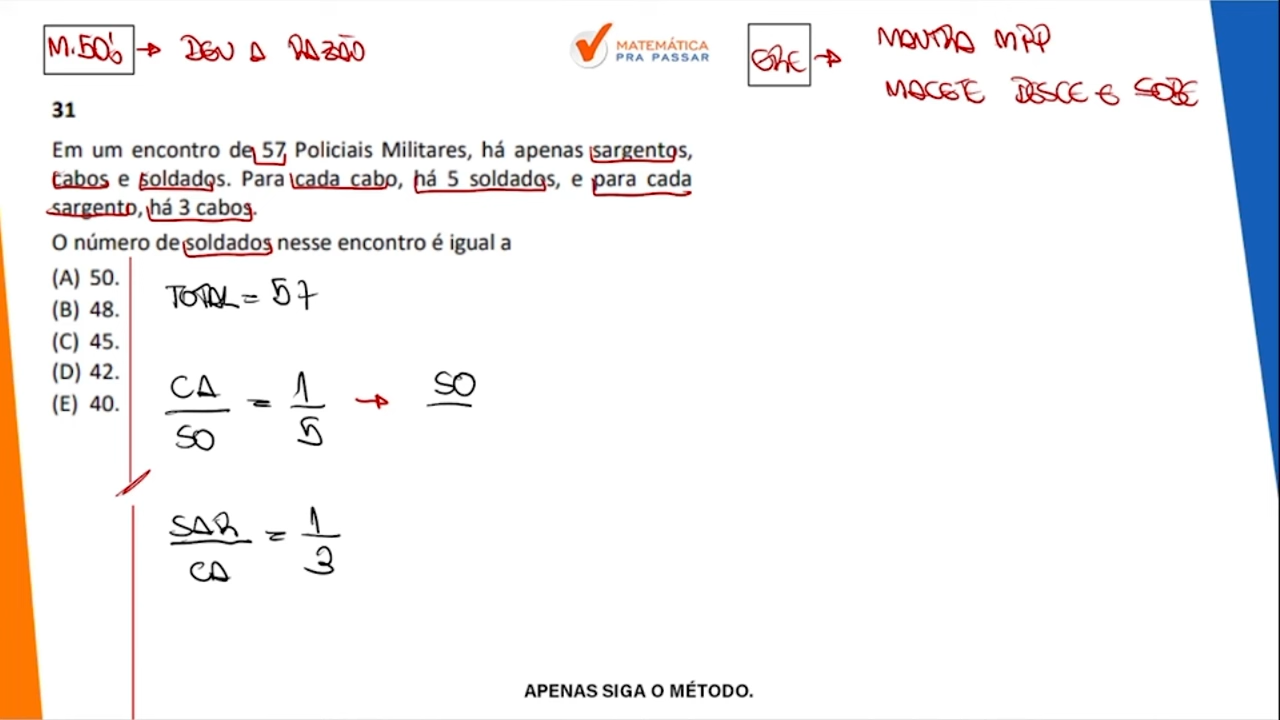 M.50's → DEU A RAZÃO
MATEMÁTICA
PRA PASSAR
GRE → MANTRA MPP
MACETE DESCE E SOBE
31
Em um encontro de 57 Policiais Militares, há apenas sargentos,
cabos e soldados. Para cada cabo, há 5 soldados, e para cada
sargento, há 3 cabos.
O número de soldados nesse encontro é igual a
(A) 50.
(B) 48.
(C) 45.
(D) 42.
(E) 40.
TOTAL = 57
CA/SO = 1/5 → SO
SAR/CA = 1/3
APENAS SIGA O MÉTODO.